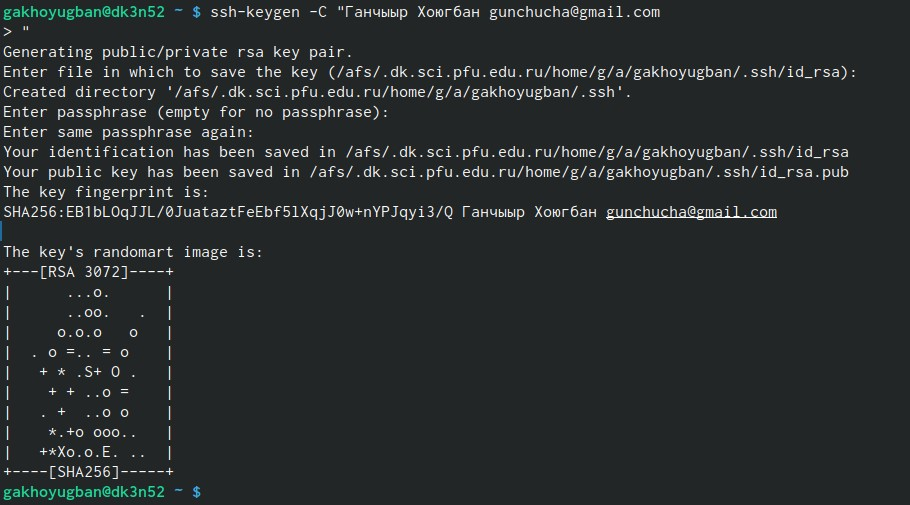 gakhoyugban@dk3n52 ~ $ ssh-keygen -C "Ганчыыр Хоюгбан gunchucha@gmail.com
> "
Generating public/private rsa key pair.
Enter file in which to save the key (/afs/.dk.sci.pfu.edu.ru/home/g/a/gakhoyugban/.ssh/id_rsa):
Created directory '/afs/.dk.sci.pfu.edu.ru/home/g/a/gakhoyugban/.ssh'.
Enter passphrase (empty for no passphrase):
Enter same passphrase again:
Your identification has been saved in /afs/.dk.sci.pfu.edu.ru/home/g/a/gakhoyugban/.ssh/id_rsa
Your public key has been saved in /afs/.dk.sci.pfu.edu.ru/home/g/a/gakhoyugban/.ssh/id_rsa.pub
The key fingerprint is:
SHA256:EB1bLOqJJL/0JuataztFeEbf5lXqjJ0w+nYPJqyi3/Q Ганчыыр Хоюгбан gunchucha@gmail.com
The key's randomart image is:
+---[RSA 3072]----+
|      ...o.      |
|      ..oo.   .  |
|     o.o.o   o   |
|  . o =.. = o    |
|   + * .S+ O .   |
|    + + ..o =    |
|   . +  ..o o    |
|    *.+o ooo..   |
|   +*Xo.o.E. ..  |
+----[SHA256]-----+
gakhoyugban@dk3n52 ~ $